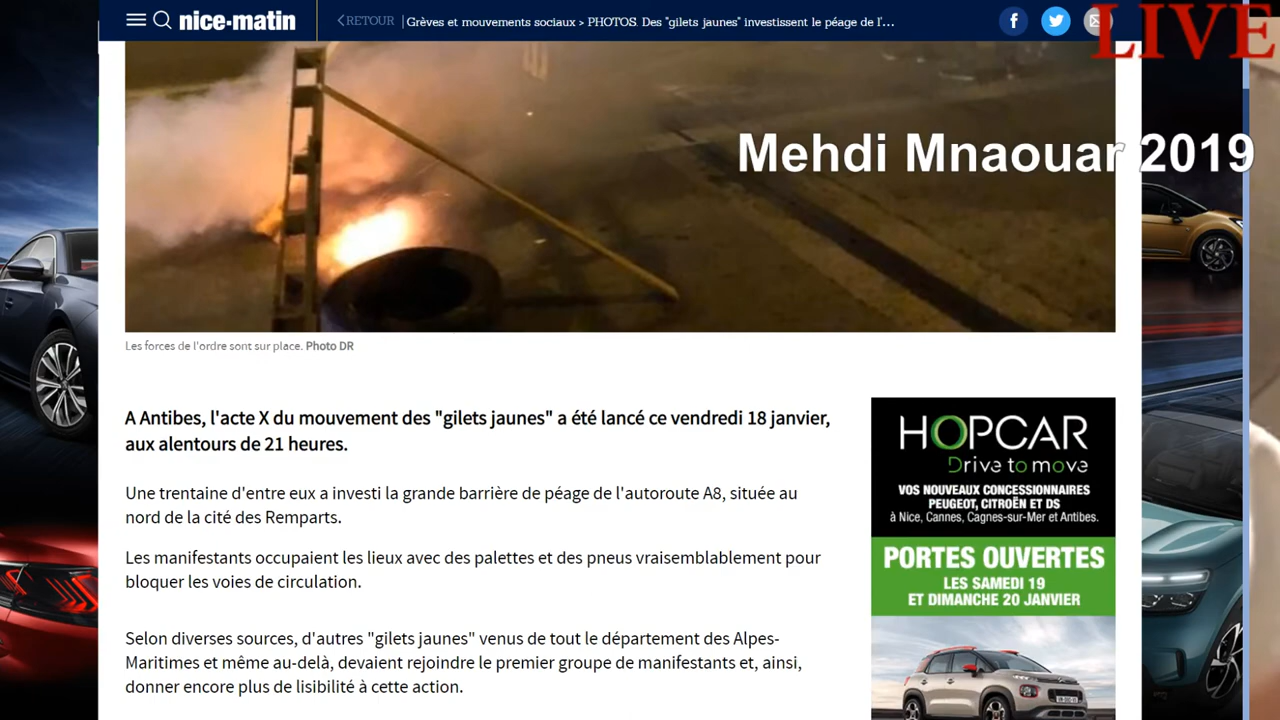 nice-matin
RETOUR
Grèves et mouvements sociaux > PHOTOS. Des "gilets jaunes" investissent le péage de l'...
LIVE
Mehdi Mnaouar 2019
Les forces de l'ordre sont sur place. Photo DR
A Antibes, l'acte X du mouvement des "gilets jaunes" a été lancé ce vendredi 18 janvier,
aux alentours de 21 heures.
Une trentaine d'entre eux a investi la grande barrière de péage de l'autoroute A8, située au
nord de la cité des Remparts.
Les manifestants occupaient les lieux avec des palettes et des pneus vraisemblablement pour
bloquer les voies de circulation.
Selon diverses sources, d'autres "gilets jaunes" venus de tout le département des Alpes-
Maritimes et même au-delà, devaient rejoindre le premier groupe de manifestants et, ainsi,
donner encore plus de lisibilité à cette action.
HOPCAR
Drive to move
VOS NOUVEAUX CONCESSIONNAIRES
PEUGEOT, CITROËN ET DS
à Nice, Cannes, Cagnes-sur-Mer et Antibes.
PORTES OUVERTES
LES SAMEDI 19
ET DIMANCHE 20 JANVIER